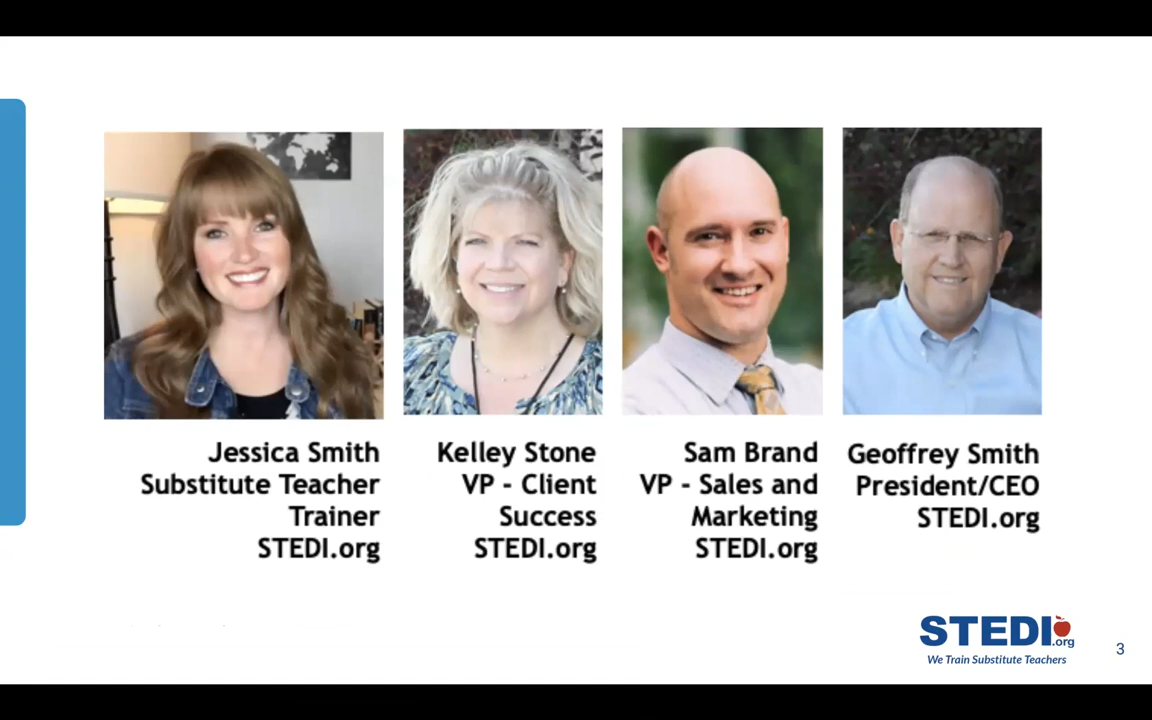 Jessica Smith
Substitute Teacher
Trainer
STEDI.org
Kelley Stone
VP - Client
Success
STEDI.org
Sam Brand
VP - Sales and
Marketing
STEDI.org
Geoffrey Smith
President/CEO
STEDI.org
STEDI.org
We Train Substitute Teachers
3